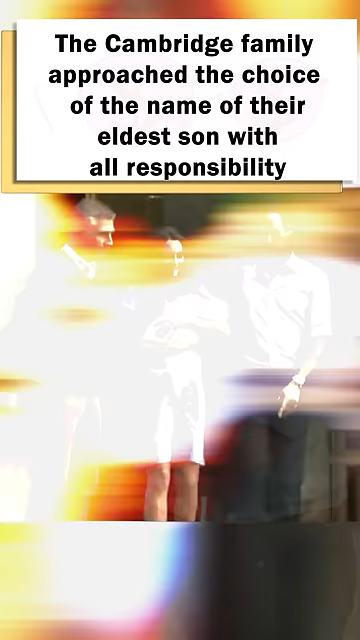 The Cambridge family
approached the choice
of the name of their
eldest son with
all responsibility